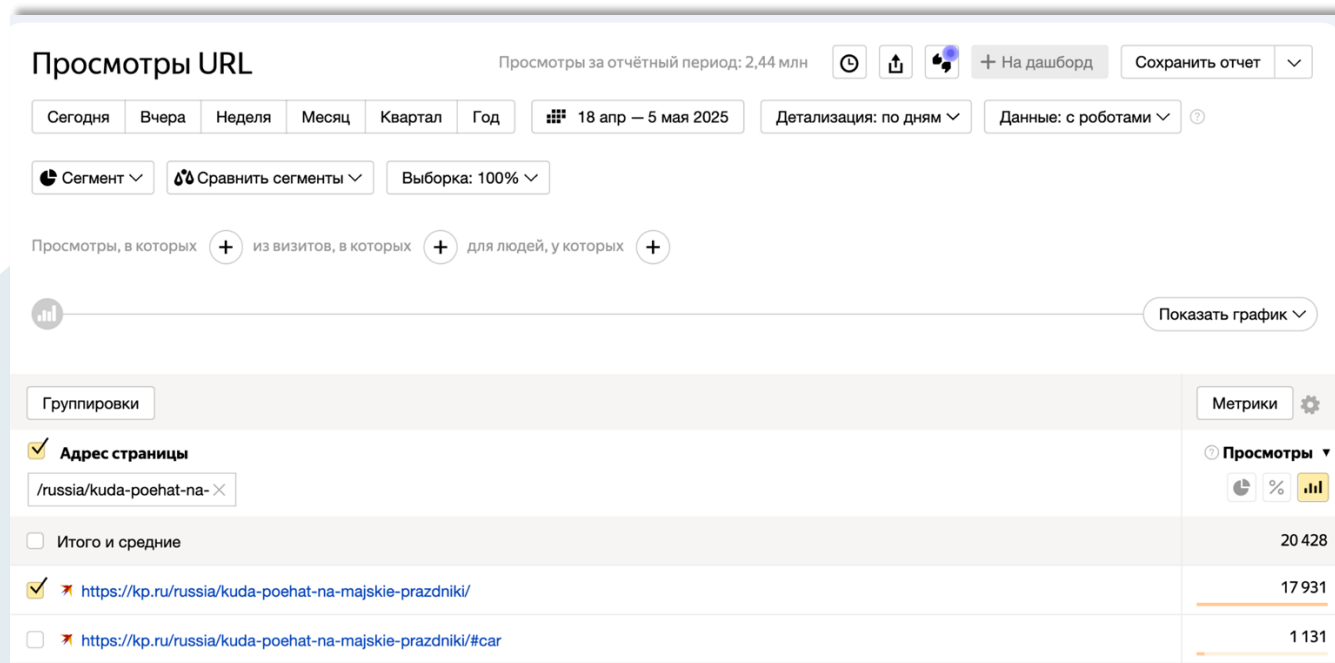 Просмотры URL
Просмотры за отчётный период: 2,44 млн
+ На дашборд
Сохранить отчет
Сегодня Вчера Неделя Месяц Квартал Год 18 апр — 5 мая 2025 Детализация: по дням Данные: с роботами ?
Сегмент Сравнить сегменты Выборка: 100%
Просмотры, в которых + из визитов, в которых + для людей, у которых +
Показать график
Группировки Метрики
Адрес страницы ? Просмотры ▼
/russia/kuda-poehat-na- ×
%
Итого и средние 20 428
https://kp.ru/russia/kuda-poehat-na-majskie-prazdniki/ 17 931
https://kp.ru/russia/kuda-poehat-na-majskie-prazdniki/#car 1 131